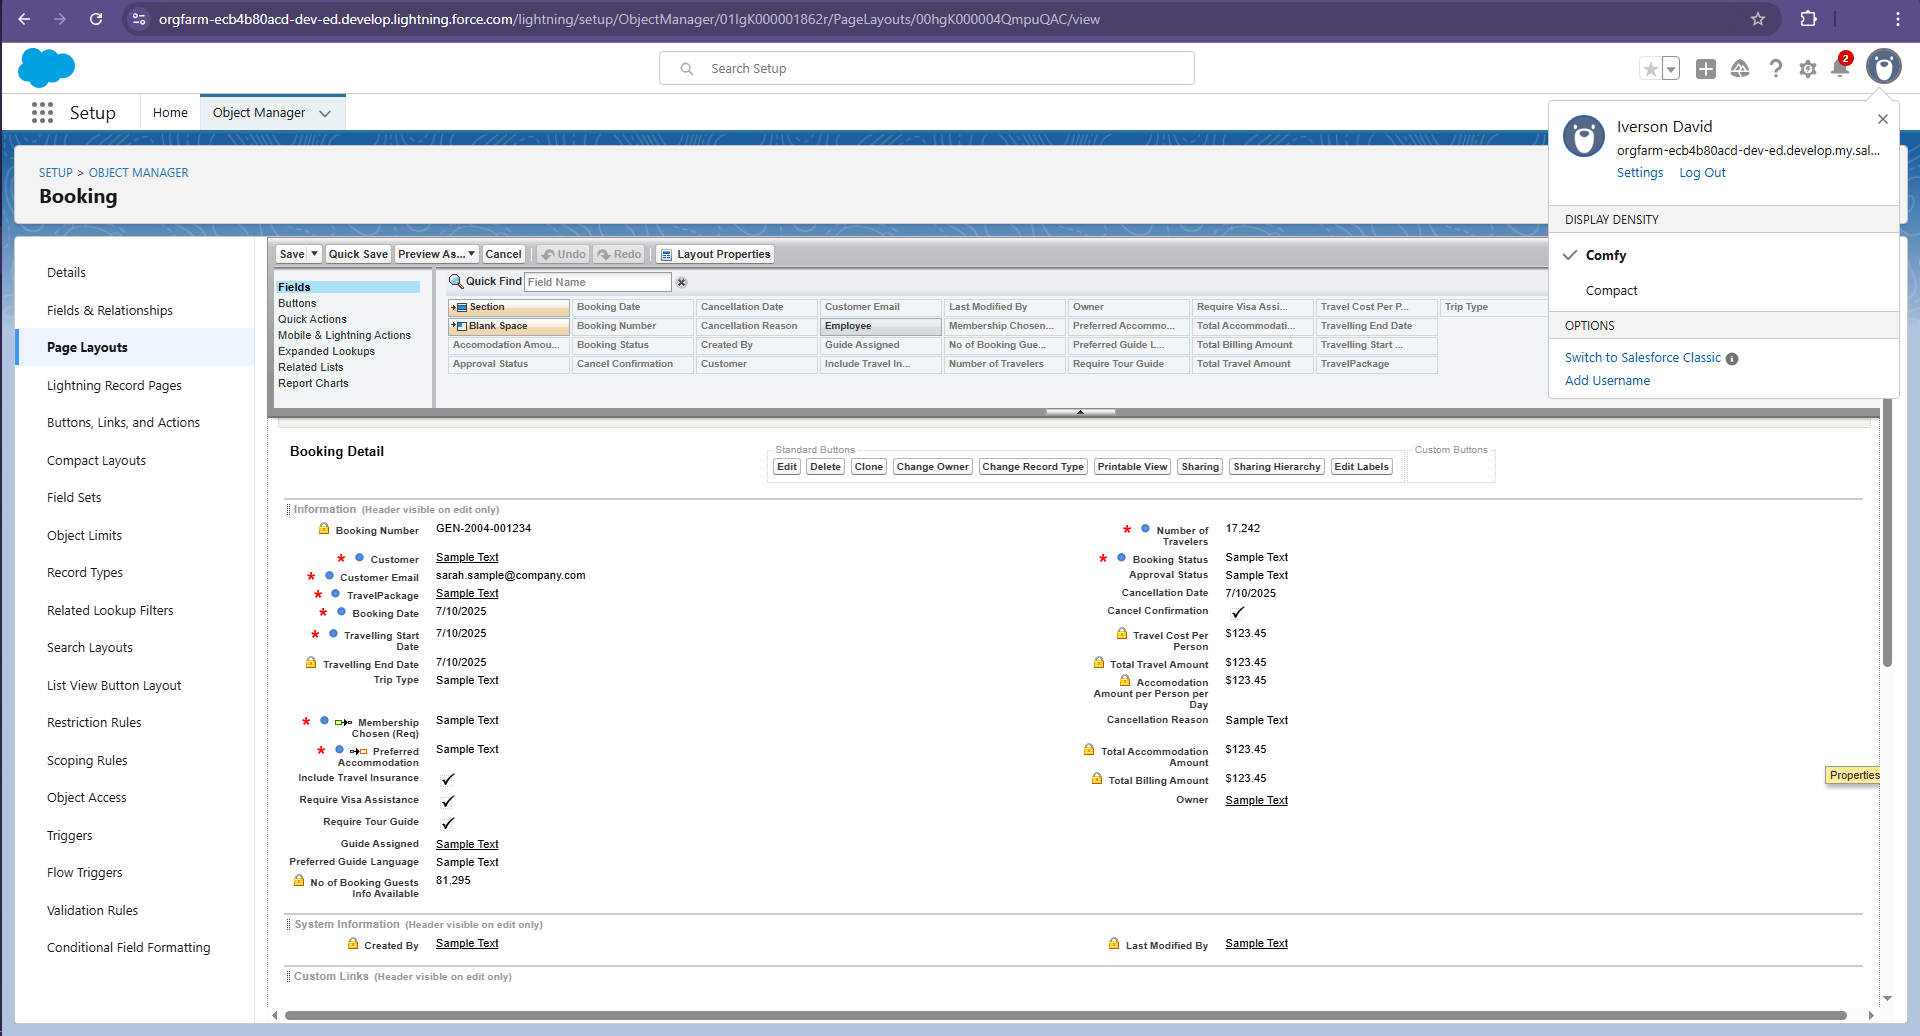 orgfarm-ecb4b80acd-dev-ed.develop.lightning.force.com/lightning/setup/ObjectManager/01IgK000001862r/PageLayouts/00hgK000004QmpuQAC/view
Search Setup
2
Setup
Home
Object Manager
Iverson David
orgfarm-ecb4b80acd-dev-ed.develop.my.sal...
Settings Log Out
DISPLAY DENSITY
Comfy
Compact
OPTIONS
Switch to Salesforce Classic
Add Username
SETUP > OBJECT MANAGER
Booking
Details
Fields & Relationships
Page Layouts
Lightning Record Pages
Buttons, Links, and Actions
Compact Layouts
Field Sets
Object Limits
Record Types
Related Lookup Filters
Search Layouts
List View Button Layout
Restriction Rules
Scoping Rules
Object Access
Triggers
Flow Triggers
Validation Rules
Conditional Field Formatting
Save Quick Save Preview As... Cancel Undo Redo Layout Properties
Fields
Buttons
Quick Actions
Mobile & Lightning Actions
Expanded Lookups
Related Lists
Report Charts
Quick Find Field Name
Section Booking Date Cancellation Date Customer Email Last Modified By Owner Require Visa Assi... Travel Cost Per P... Trip Type
Blank Space Booking Number Cancellation Reason Employee Membership Chosen... Preferred Accommo... Total Accommodati... Travelling End Date
Accomodation Amou... Booking Status Created By Guide Assigned No of Booking Gue... Preferred Guide L... Total Billing Amount Travelling Start ...
Approval Status Cancel Confirmation Customer Include Travel In... Number of Travelers Require Tour Guide Total Travel Amount TravelPackage
Booking Detail
Standard Buttons
Edit Delete Clone Change Owner Change Record Type Printable View Sharing Sharing Hierarchy Edit Labels
Custom Buttons
Information (Header visible on edit only)
Booking Number GEN-2004-001234
* Customer Sample Text
* Customer Email sarah.sample@company.com
* TravelPackage Sample Text
* Booking Date 7/10/2025
* Travelling Start
Date 7/10/2025
Travelling End Date 7/10/2025
Trip Type Sample Text
* Membership
Chosen (Req) Sample Text
* Preferred
Accommodation Sample Text
Include Travel Insurance
Require Visa Assistance
Require Tour Guide
Guide Assigned Sample Text
Preferred Guide Language Sample Text
No of Booking Guests
Info Available 81,295
* Number of
Travelers 17,242
* Booking Status Sample Text
Approval Status Sample Text
Cancellation Date 7/10/2025
Cancel Confirmation
Travel Cost Per
Person $123.45
Total Travel Amount $123.45
Accomodation
Amount per Person per
Day $123.45
Cancellation Reason Sample Text
Total Accommodation
Amount $123.45
Total Billing Amount $123.45
Owner Sample Text
Properties
System Information (Header visible on edit only)
Created By Sample Text
Last Modified By Sample Text
Custom Links (Header visible on edit only)